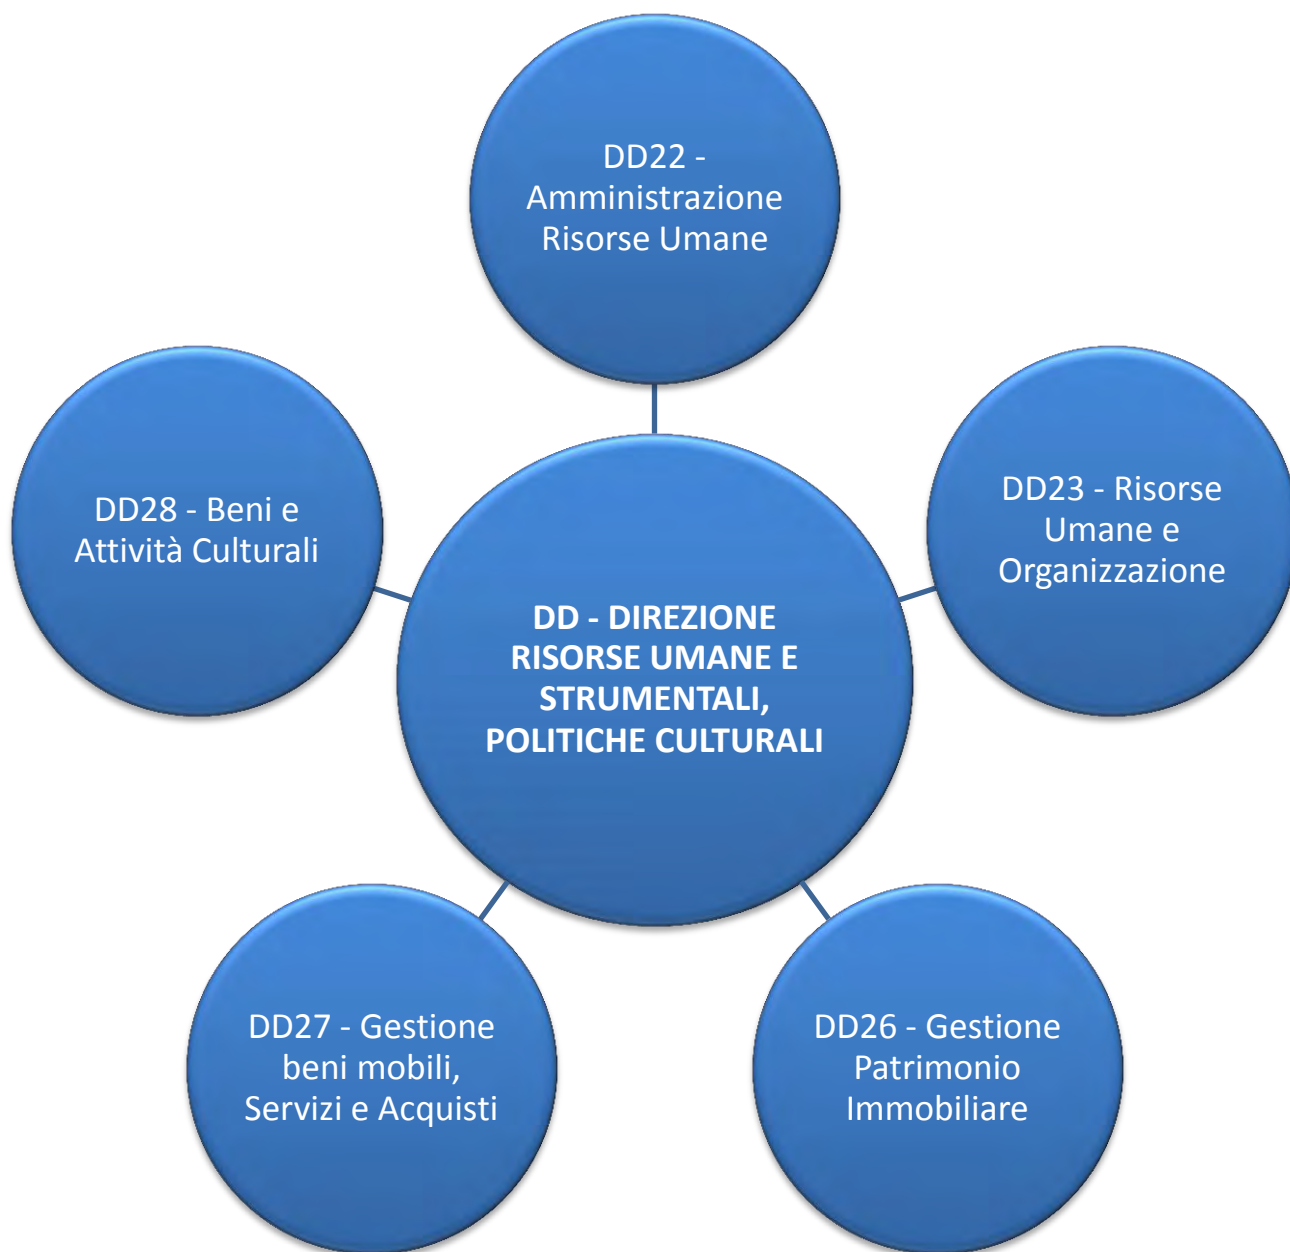 DD22 -
Amministrazione
Risorse Umane
DD28 - Beni e
Attività Culturali
DD23 - Risorse
Umane e
Organizzazione
DD - DIREZIONE
RISORSE UMANE E
STRUMENTALI,
POLITICHE CULTURALI
DD27 - Gestione
beni mobili,
Servizi e Acquisti
DD26 - Gestione
Patrimonio
Immobiliare